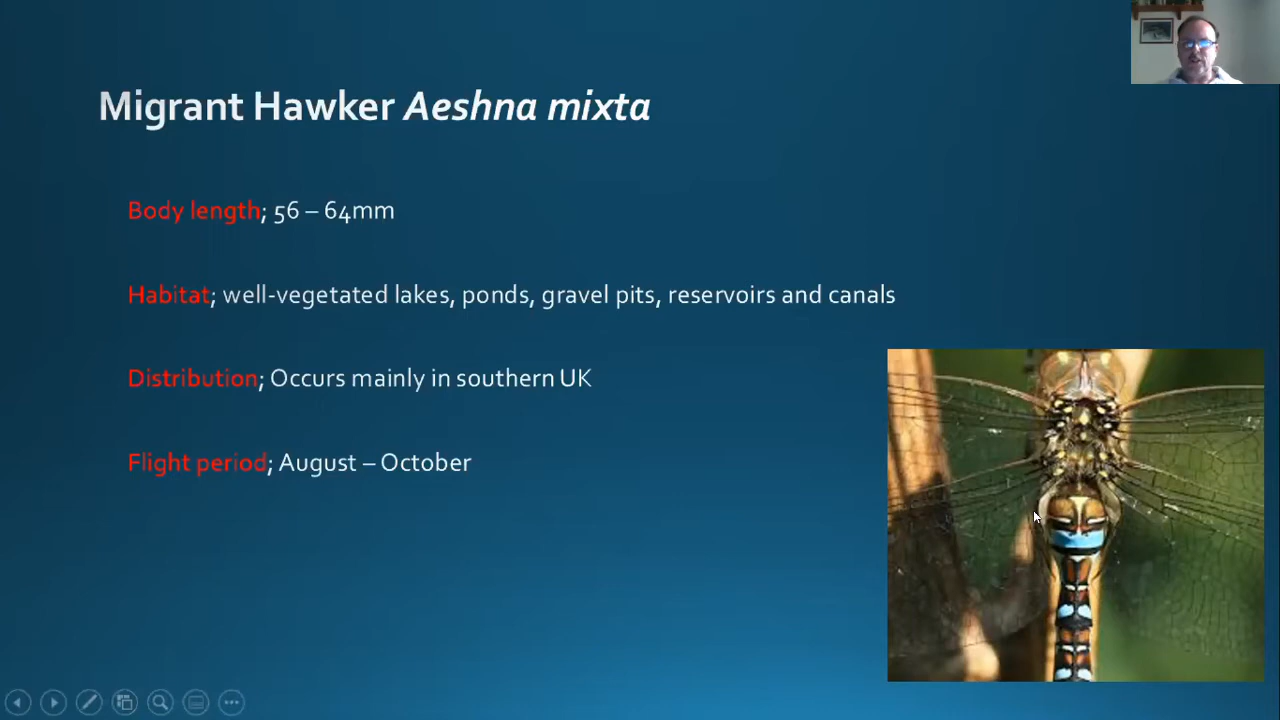 Migrant Hawker Aeshna mixta
Body length; 56 – 64mm
Habitat; well-vegetated lakes, ponds, gravel pits, reservoirs and canals
Distribution; Occurs mainly in southern UK
Flight period; August – October